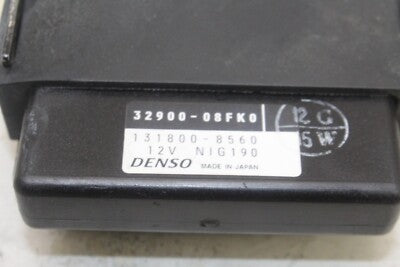 32900-08FK0
131800-8560
12V NIG190
DENSO MADE IN JAPAN
12 G
5 W